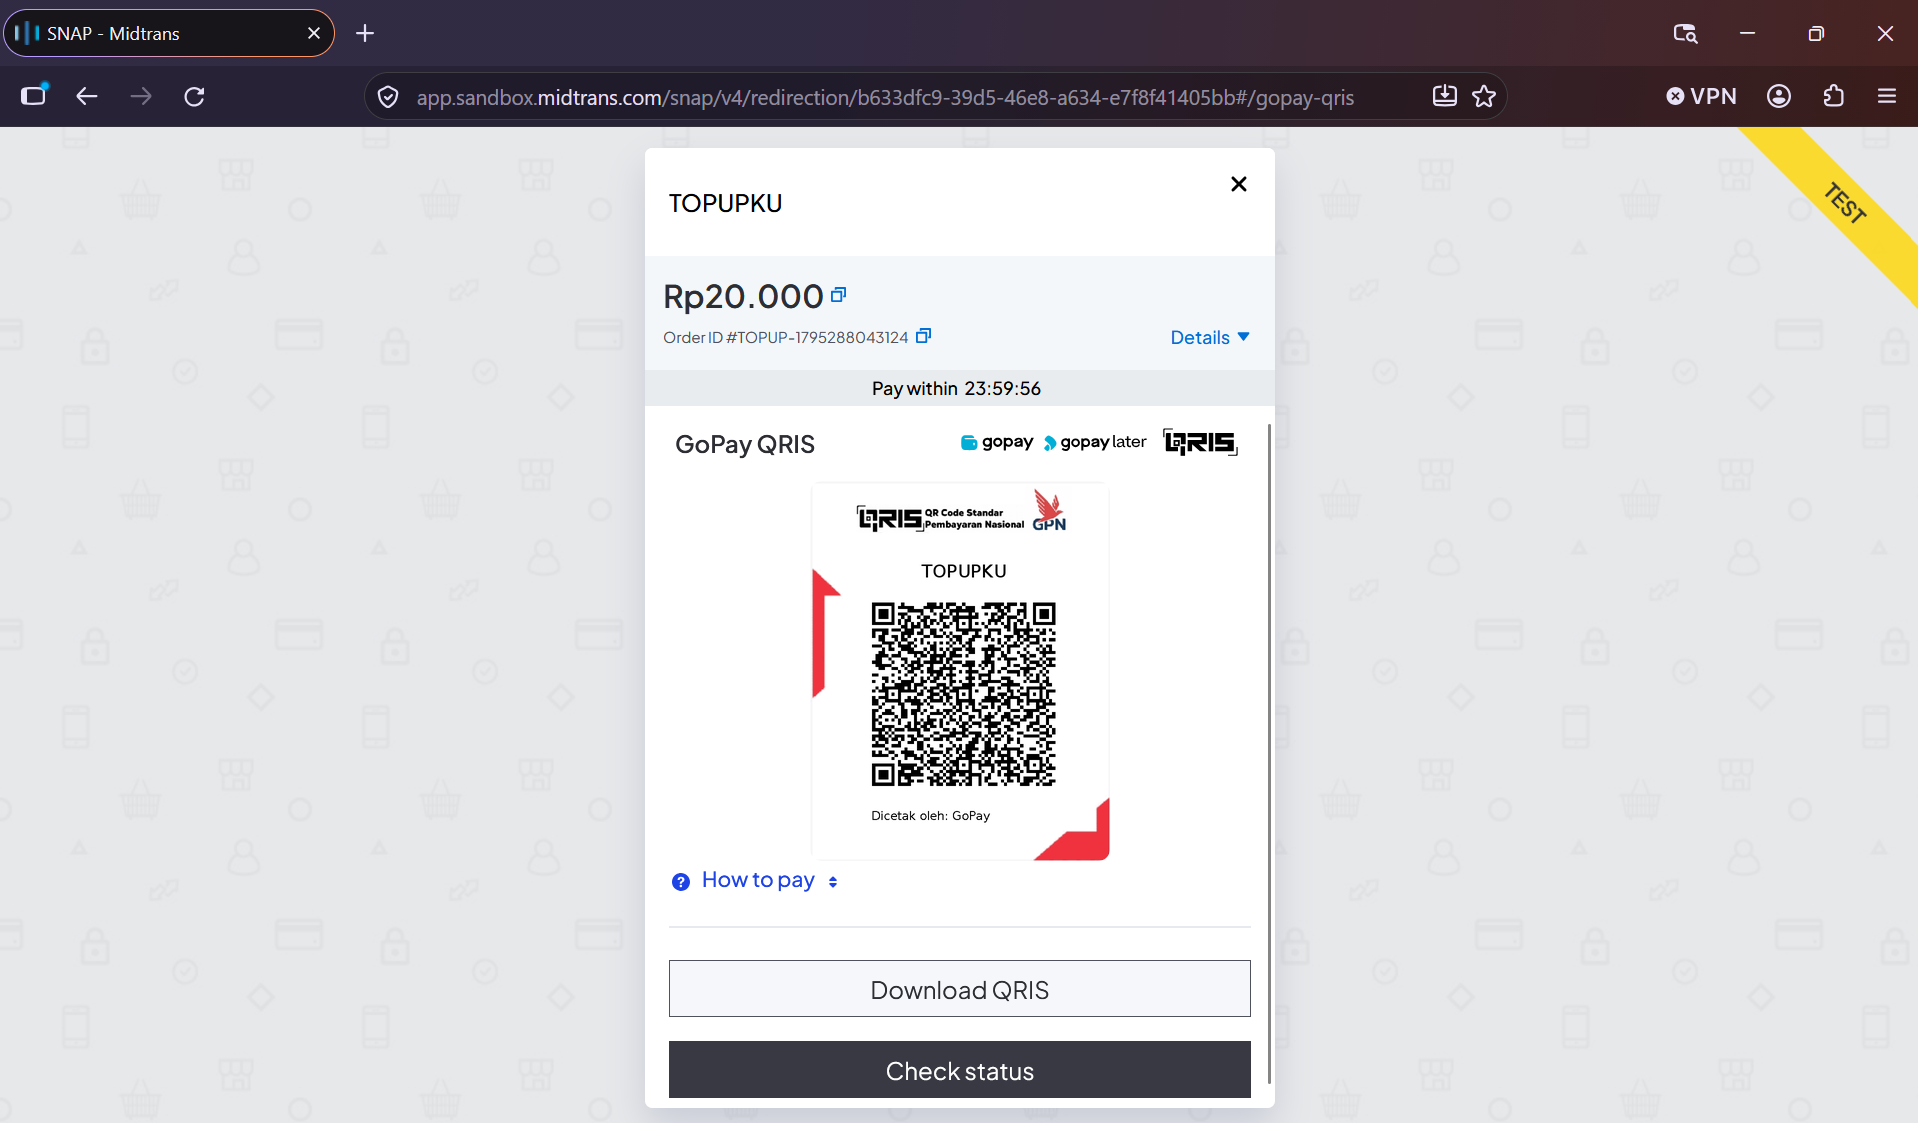 SNAP - Midtrans
app.sandbox.midtrans.com/snap/v4/redirection/b633dfc9-39d5-46e8-a634-e7f8f41405bb#/gopay-qris
VPN
TEST
TOPUPKU
Rp20.000
Order ID #TOPUP-1795288043124
Details
Pay within 23:59:56
GoPay QRIS
gopay
gopay later
QRIS
QRIS
QR Code Standar
Pembayaran Nasional
GPN
TOPUPKU
Dicetak oleh: GoPay
? How to pay
Download QRIS
Check status